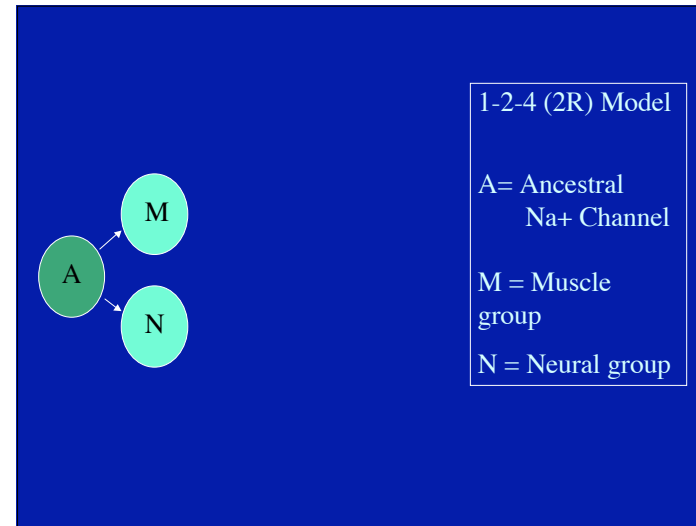 1-2-4 (2R) Model
A= Ancestral
Na+ Channel
M = Muscle
group
N = Neural group
M
A
N